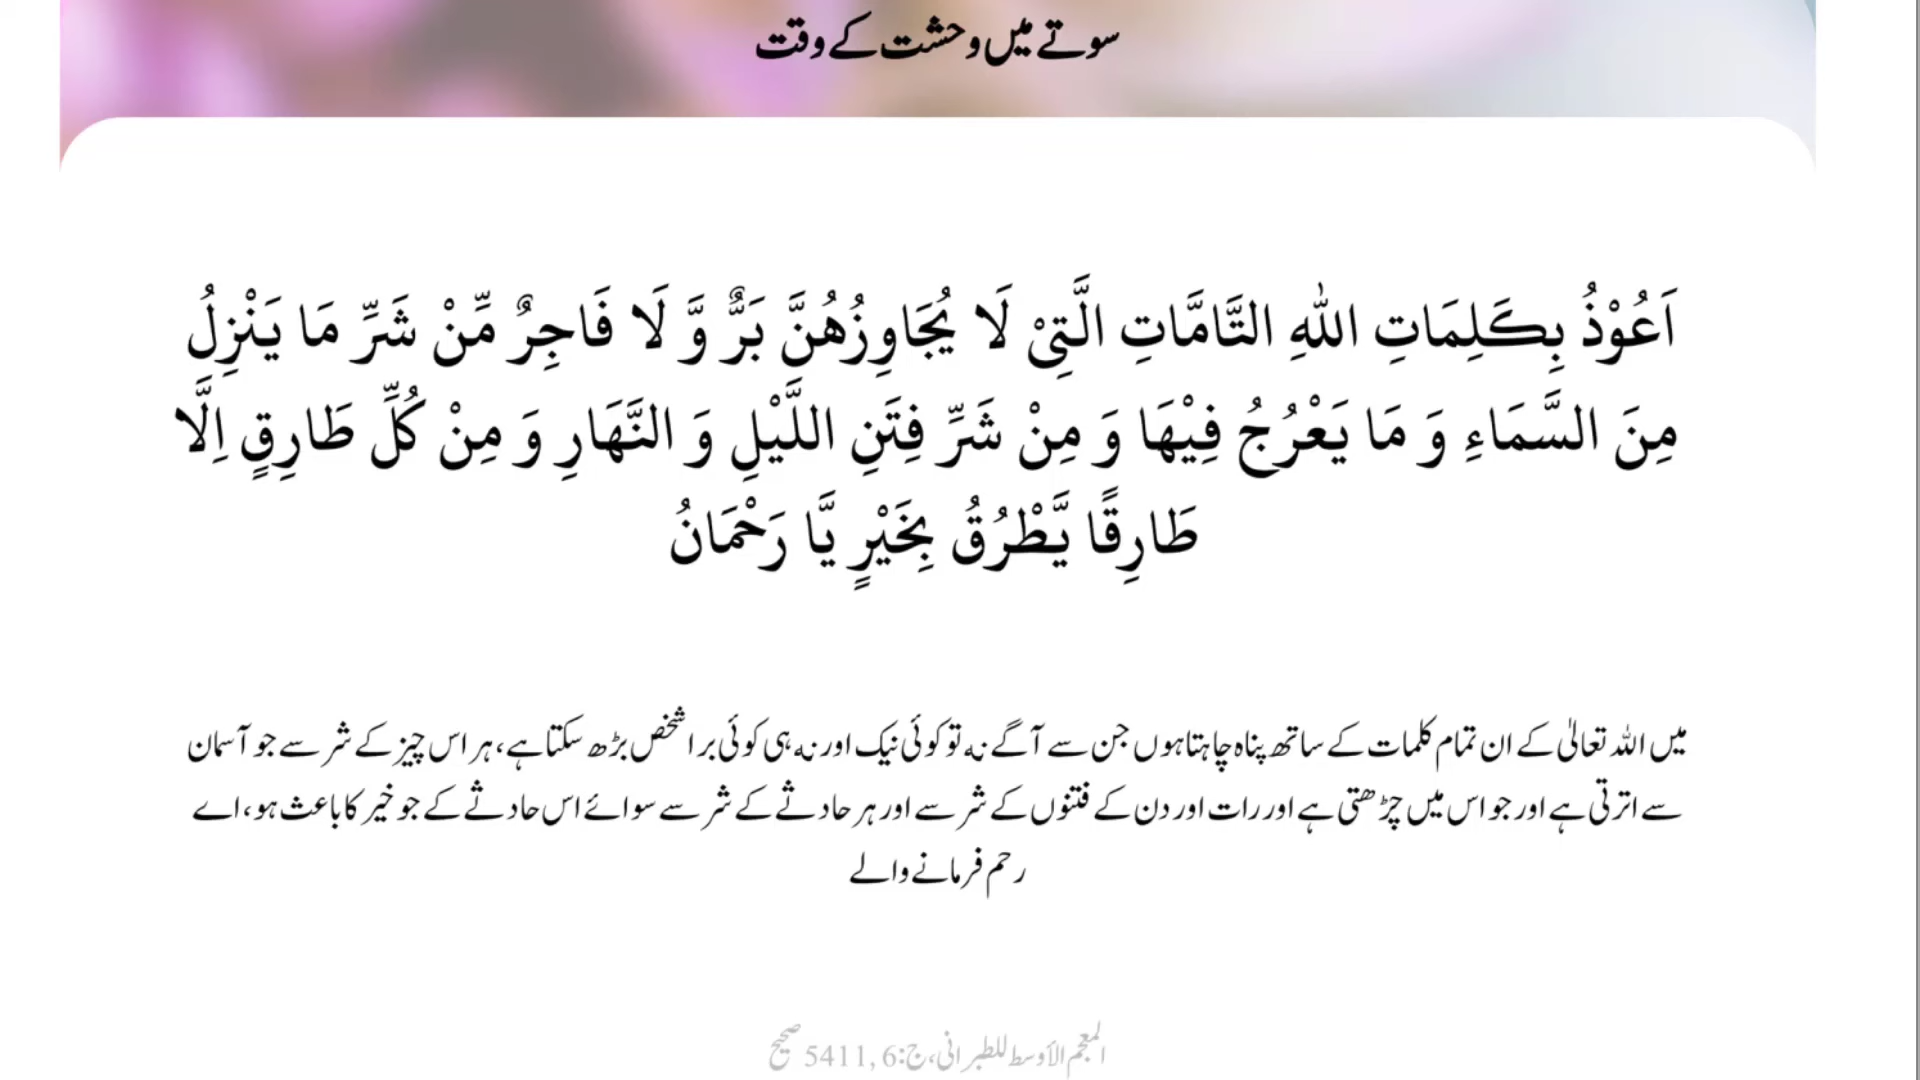 سوتے میں وحشت کے وقت
اَعُوْذُ بِكَلِمَاتِ اللهِ التَّامَّاتِ الَّتِیْ لَا يُجَاوِزُهُنَّ بَرٌّ وَّ لَا فَاجِرٌ مِّنْ شَرِّ مَا يَنْزِلُ
مِنَ السَّمَاءِ وَ مَا يَعْرُجُ فِيْهَا وَ مِنْ شَرِّ فِتَنِ اللَّيْلِ وَ النَّهَارِ وَ مِنْ كُلِّ طَارِقٍ اِلَّا
طَارِقًا يَّطْرُقُ بِخَيْرٍ يَّا رَحْمَانُ
میں اللہ تعالیٰ کے ان تمام کلمات کے ساتھ پناہ چاہتا ہوں جن سے آگے نہ تو کوئی نیک اور نہ ہی کوئی برا شخص بڑھ سکتا ہے، ہر اس چیز کے شر سے جو آسمان
سے اترتی ہے اور جو اس میں چڑھتی ہے اور رات اور دن کے فتنوں کے شر سے اور ہر حادثے کے شر سے سوائے اس حادثے کے جو خیر کا باعث ہو، اے
رحم فرمانے والے
المعجم الأوسط للطبرانی، ج:6, 5411 صحیح